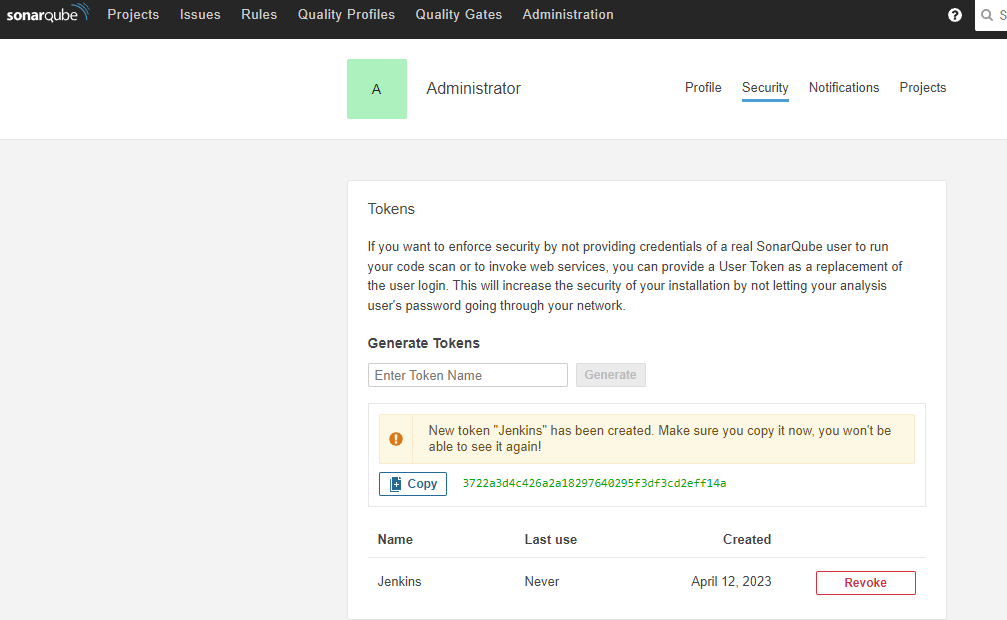 sonarqube Projects Issues Rules Quality Profiles Quality Gates Administration ? S
A Administrator Profile Security Notifications Projects
Tokens
If you want to enforce security by not providing credentials of a real SonarQube user to run
your code scan or to invoke web services, you can provide a User Token as a replacement of
the user login. This will increase the security of your installation by not letting your analysis
user's password going through your network.
Generate Tokens
Enter Token Name Generate
New token "Jenkins" has been created. Make sure you copy it now, you won't be
able to see it again!
Copy 3722a3d4c426a2a18297640295f3df3cd2eff14a
Name Last use Created
Jenkins Never April 12, 2023 Revoke